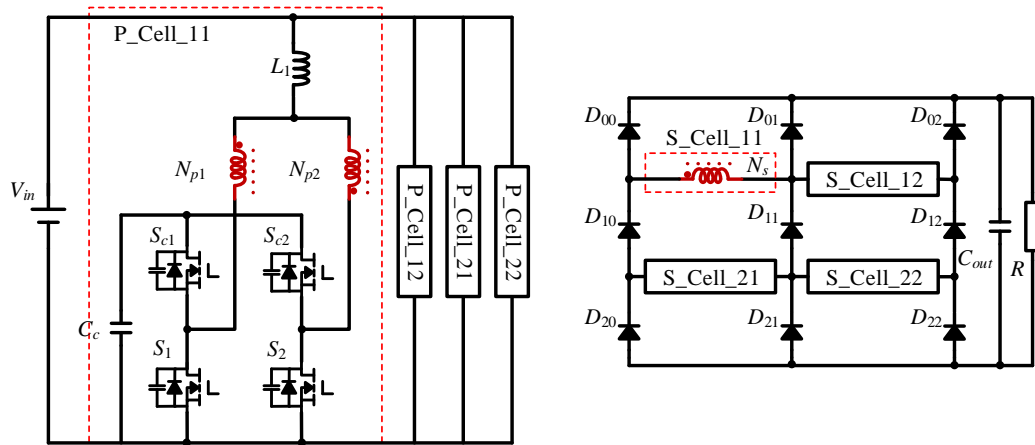 P_Cell_11
L1
Np1
Np2
Vin
Sc1
Sc2
Cc
S1
S2
P_Cell_12
P_Cell_21
P_Cell_22
D00
D01
D02
S_Cell_11
Ns
S_Cell_12
D10
D11
D12
S_Cell_21
S_Cell_22
Cout
R
D20
D21
D22